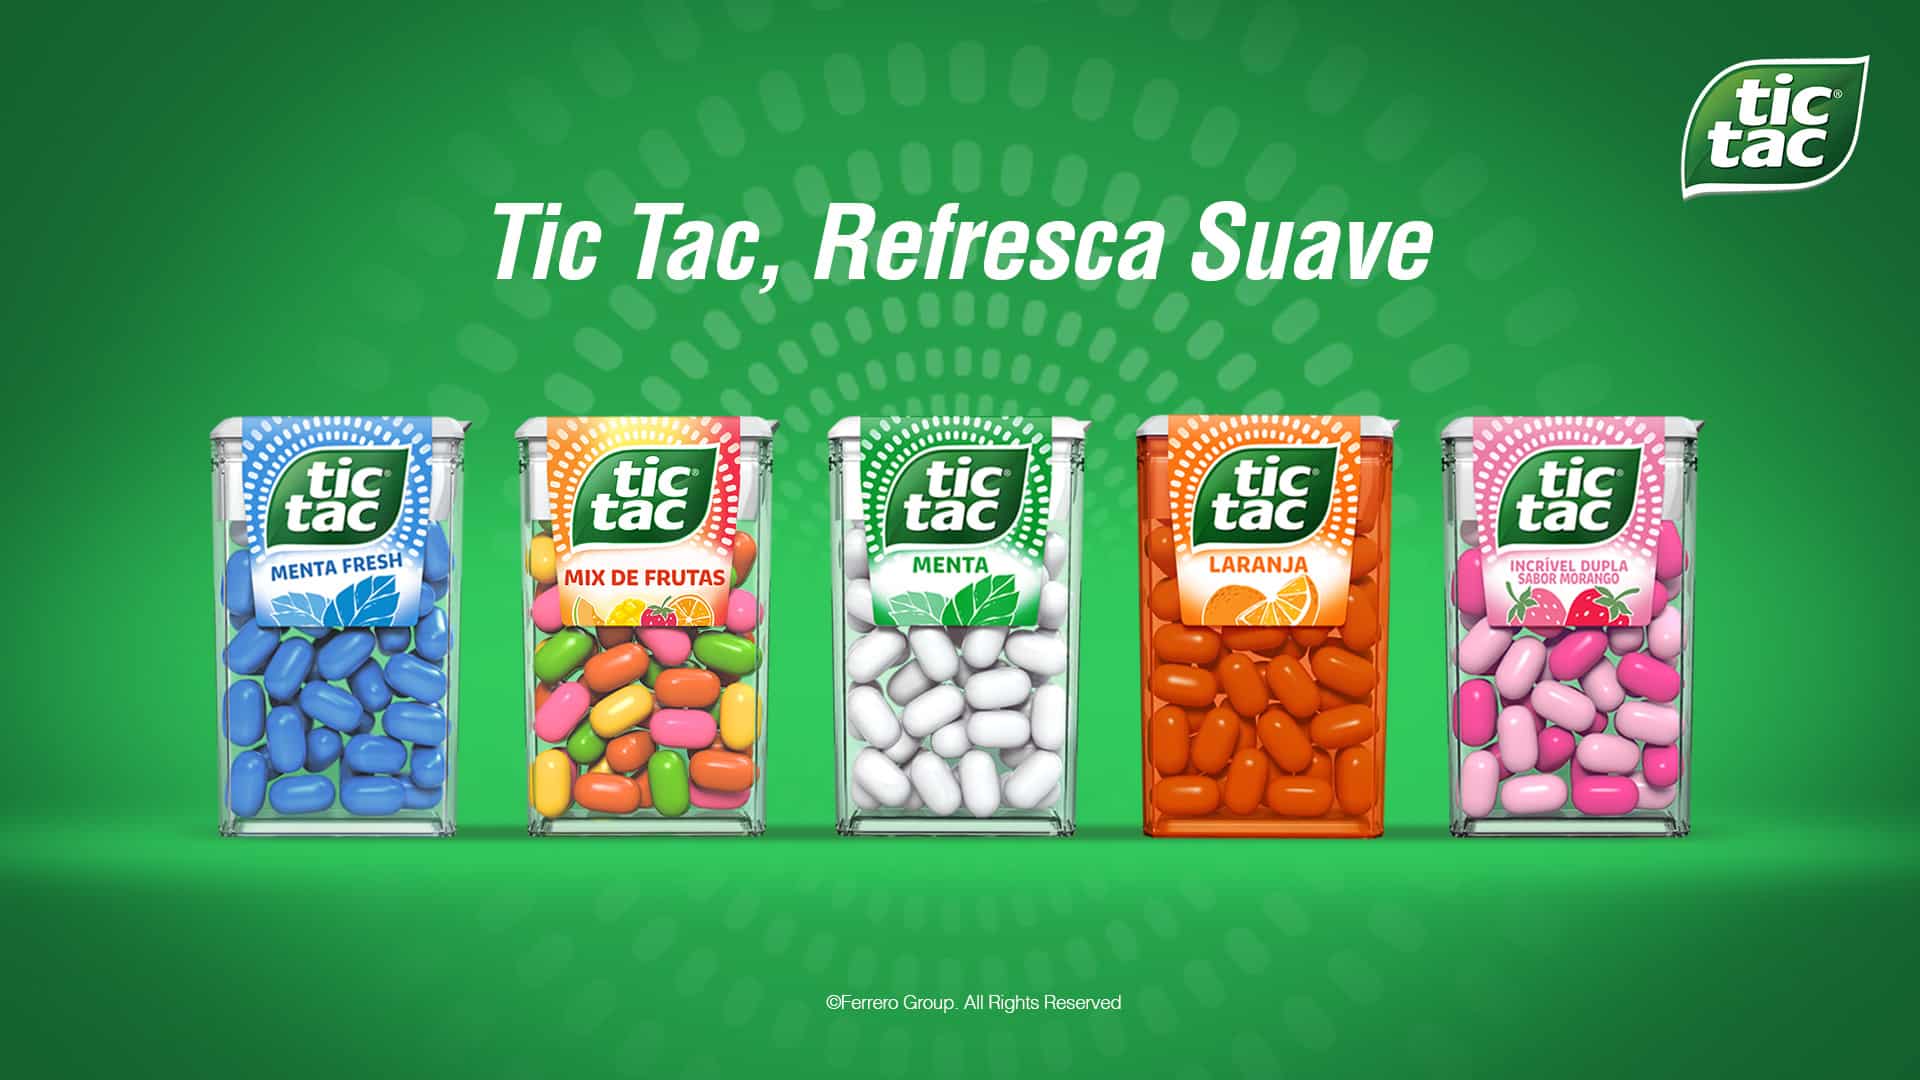 tic®
tac
Tic Tac, Refresca Suave
tic®
tac
MENTA FRESH
tic®
tac
MIX DE FRUTAS
tic®
tac
MENTA
tic®
tac
LARANJA
tic®
tac
INCRÍVEL DUPLA
SABOR MORANGO
©Ferrero Group. All Rights Reserved